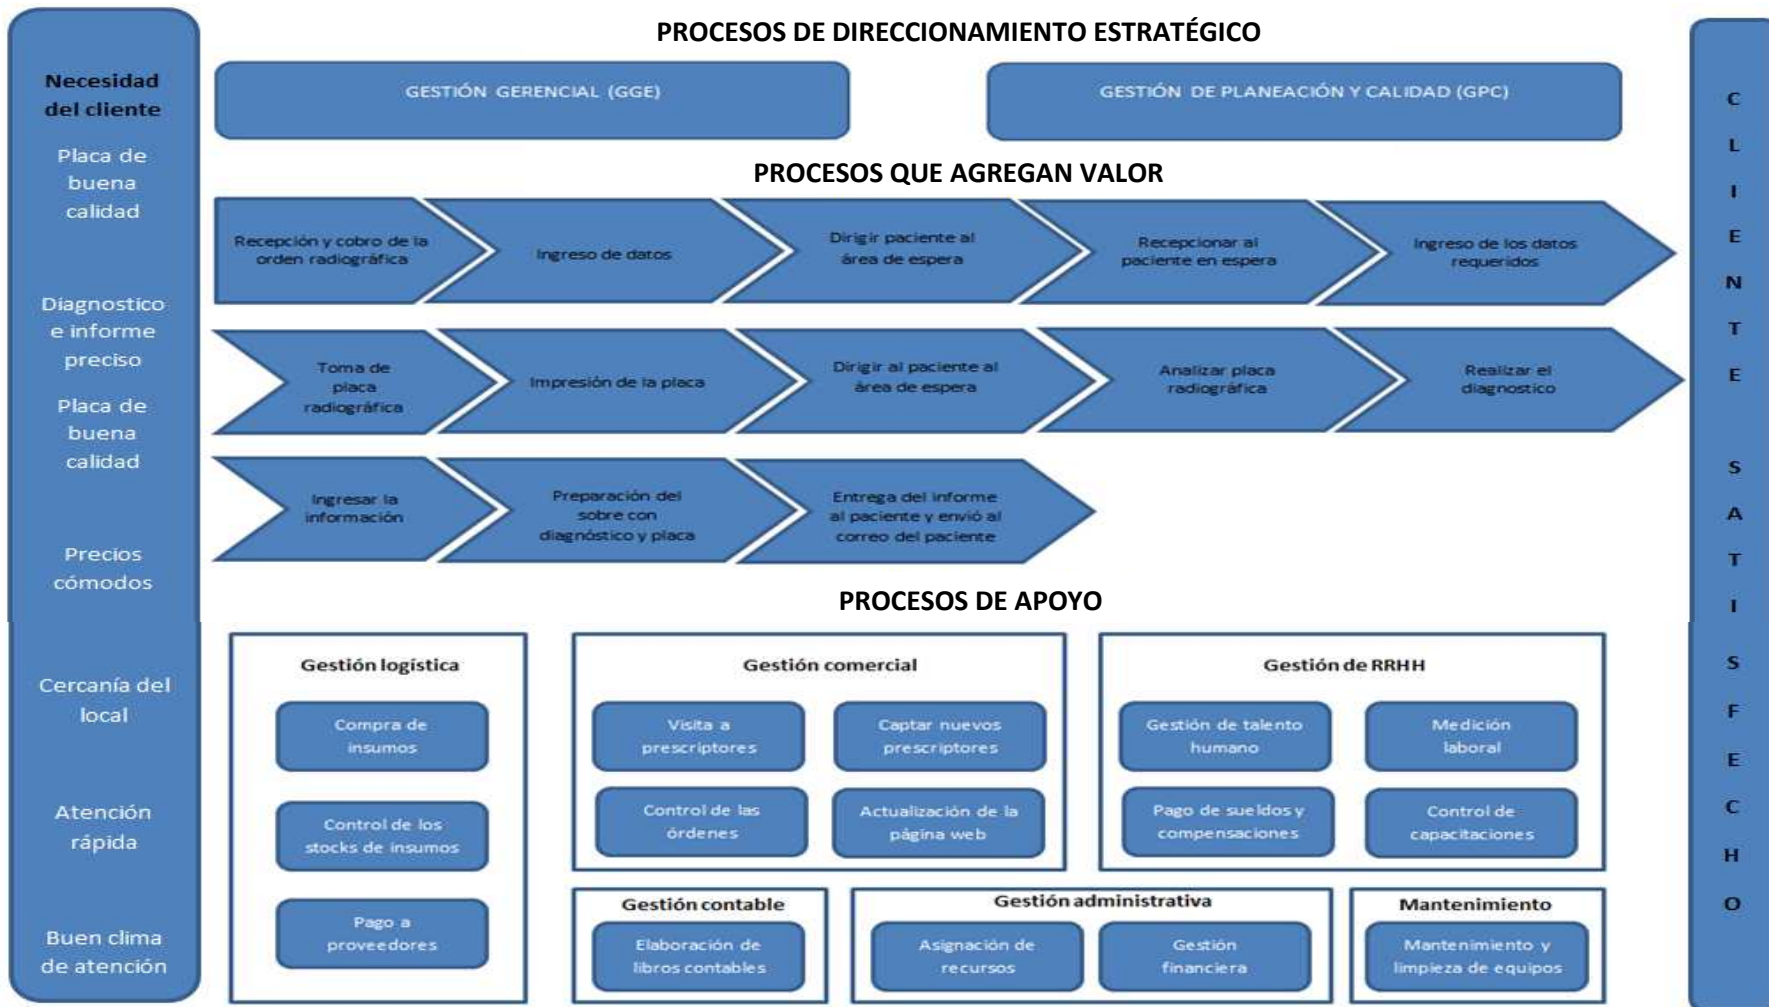 Necesidad
del cliente
Placa de
buena
calidad
Diagnostico
e informe
preciso
Placa de
buena
calidad
Precios
cómodos
Cercanía del
local
Atención
rápida
Buen clima
de atención
PROCESOS DE DIRECCIONAMIENTO ESTRATÉGICO
GESTIÓN GERENCIAL (GGE)
GESTIÓN DE PLANEACIÓN Y CALIDAD (GPC)
PROCESOS QUE AGREGAN VALOR
Recepción y cobro de la
orden radiográfica
Ingreso de datos
Dirigir paciente al
área de espera
Recepcionar al
paciente en espera
Ingreso de los datos
requeridos
Toma de
placa
radiográfica
Impresión de la placa
Dirigir al paciente al
área de espera
Analizar placa
radiográfica
Realizar el
diagnostico
Ingresar la
información
Preparación del
sobre con
diagnóstico y placa
Entrega del informe
al paciente y envió al
correo del paciente
PROCESOS DE APOYO
Gestión logística
Compra de
insumos
Control de los
stocks de insumos
Pago a
proveedores
Gestión comercial
Visita a
prescriptores
Captar nuevos
prescriptores
Control de las
órdenes
Actualización de la
página web
Gestión de RRHH
Gestión de talento
humano
Medición
laboral
Pago de sueldos y
compensaciones
Control de
capacitaciones
Gestión contable
Elaboración de
libros contables
Gestión administrativa
Asignación de
recursos
Gestión
financiera
Mantenimiento
Mantenimiento y
limpieza de equipos
CLIENTE SATISFECHO